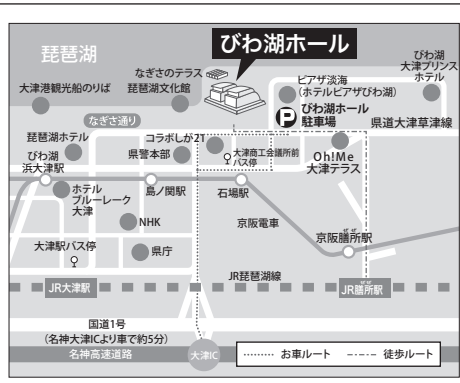 琵琶湖
びわ湖ホール
なぎさのテラス
琵琶湖文化館
大津港観光船のりば
ピアザ淡海
(ホテルピアザびわ湖)
びわ湖
大津プリンス
ホテル
P
びわ湖ホール
駐車場
なぎさ通り
県道大津草津線
琵琶湖ホテル
コラボしが21
県警本部
大津商工会議所前
バス停
Oh!Me
大津テラス
びわ湖
浜大津駅
島ノ関駅
石場駅
ホテル
ブルーレーク
大津
NHK
京阪電車
ぜぜ
京阪膳所駅
大津駅バス停
県庁
JR琵琶湖線
JR大津駅
ぜぜ
JR膳所駅
国道1号
(名神大津ICより車で約5分)
名神高速道路
大津IC
お車ルート
徒歩ルート